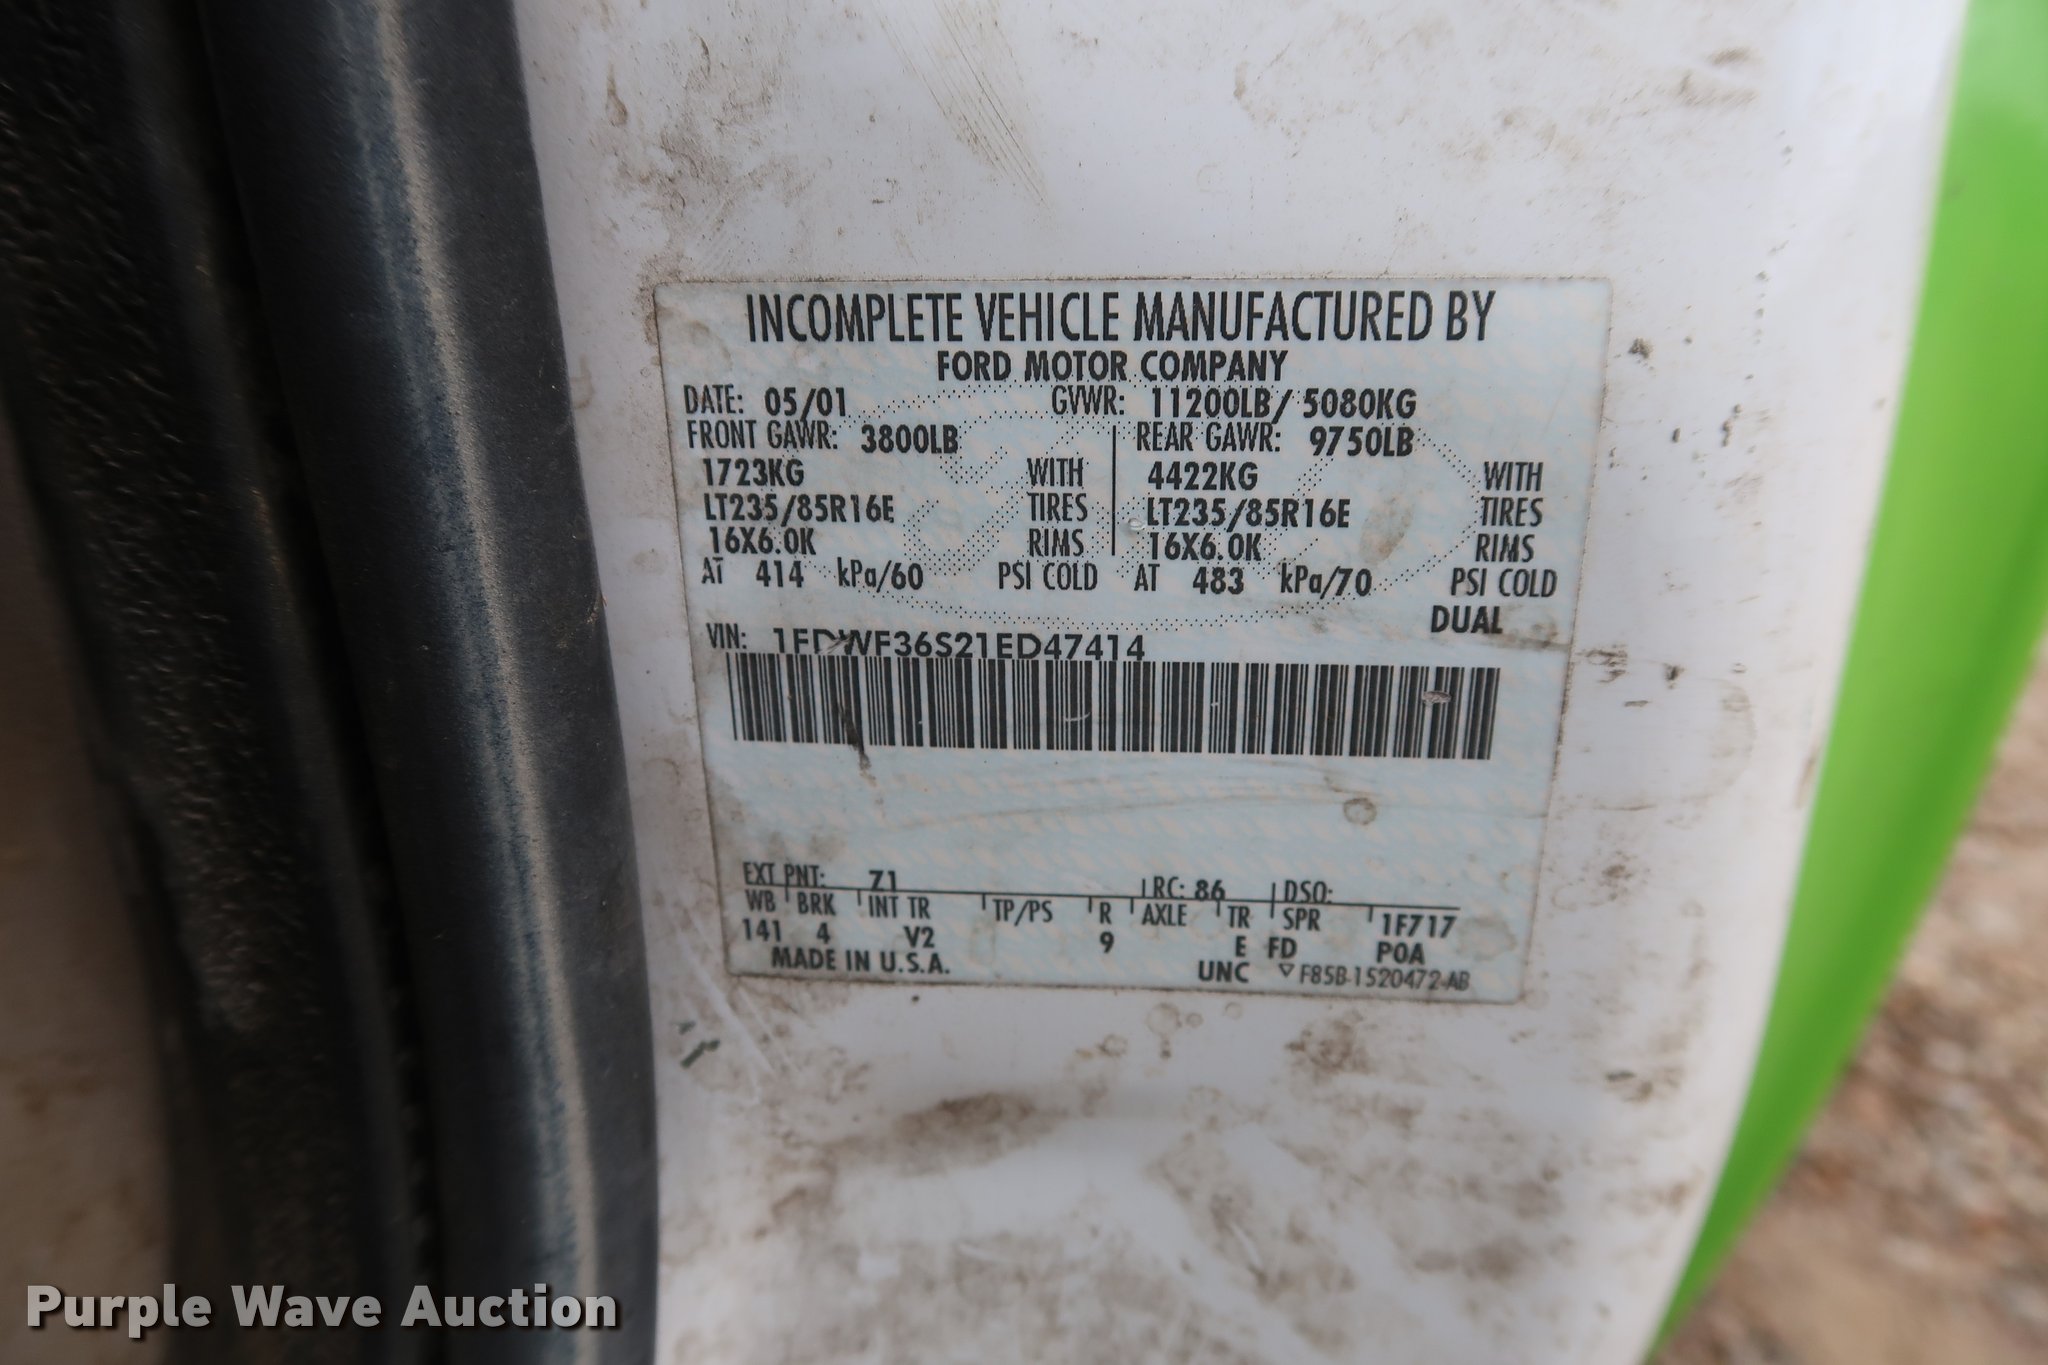 INCOMPLETE VEHICLE MANUFACTURED BY
FORD MOTOR COMPANY
DATE: 05/01 GVWR: 11200LB/ 5080KG
FRONT GAWR: 3800LB REAR GAWR: 9750LB
1723KG WITH 4422KG WITH
LT235/85R16E TIRES LT235/85R16E TIRES
16X6.0K RIMS 16X6.0K RIMS
AT 414 kPa/60 PSI COLD AT 483 kPa/70 PSI COLD
DUAL
VIN: 1FDWF36S21ED47414
EXT PNT: Z1 RC: 86 DSO:
WB BRK INT TR TP/PS R AXLE TR SPR 1F717
141 4 V2 9 E FD P0A
MADE IN U.S.A. UNC ▽F85B-1520472-AB
Purple Wave Auction